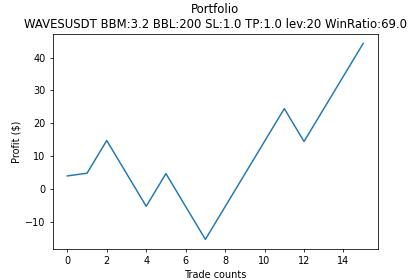 Portfolio
WAVESUSDT BBM:3.2 BBL:200 SL:1.0 TP:1.0 lev:20 WinRatio:69.0
40
30
20
10
0
−10
Profit ($)
0 2 4 6 8 10 12 14
Trade counts